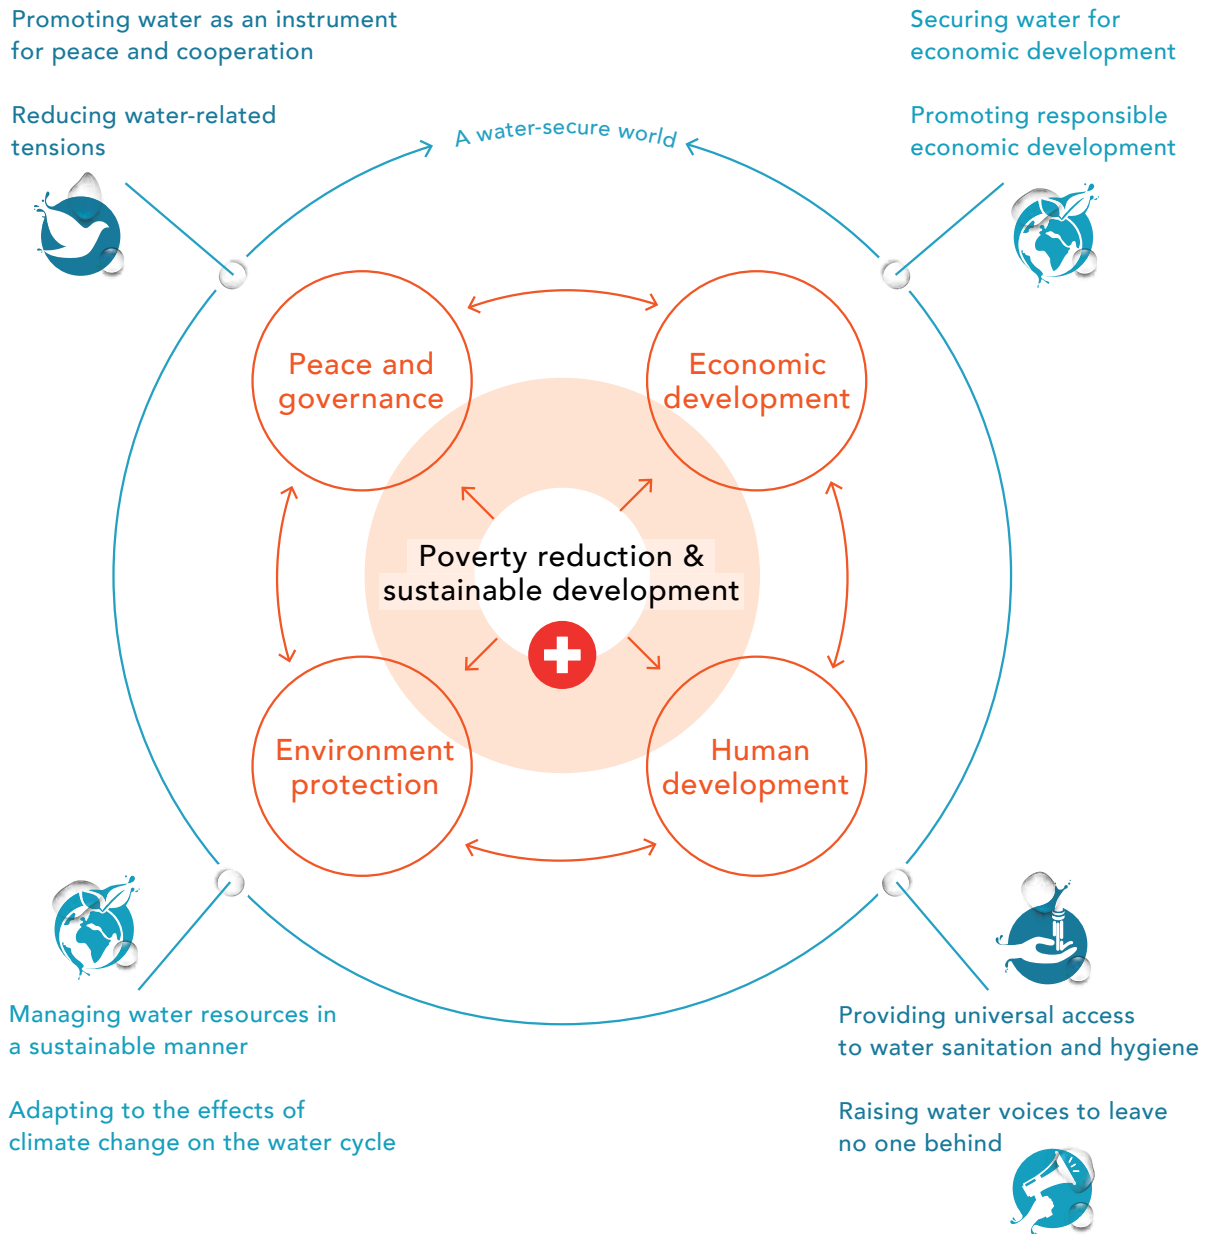 Promoting water as an instrument
for peace and cooperation
Reducing water-related
tensions
Securing water for
economic development
Promoting responsible
economic development
A water-secure world
Peace and
governance
Economic
development
Poverty reduction &
sustainable development
Environment
protection
Human
development
Managing water resources in
a sustainable manner
Adapting to the effects of
climate change on the water cycle
Providing universal access
to water sanitation and hygiene
Raising water voices to leave
no one behind